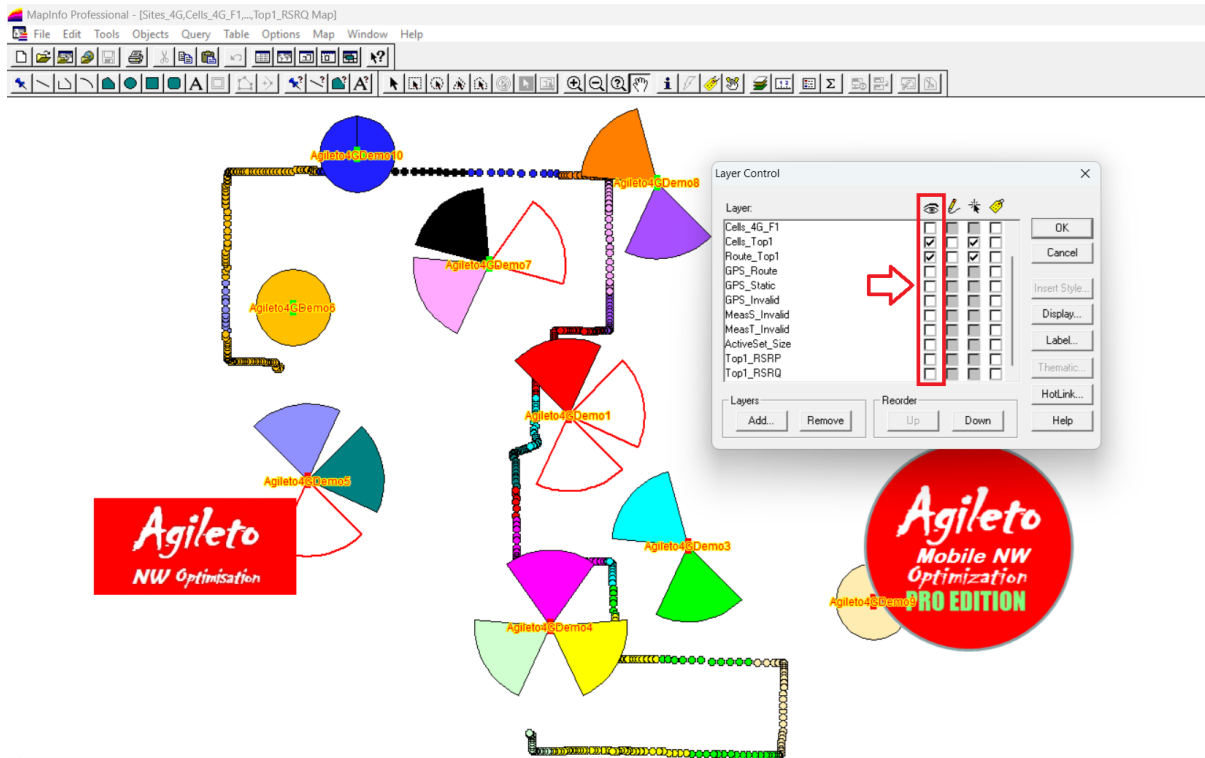 MapInfo Professional - [Sites_4G,Cells_4G_F1,...,Top1_RSRQ Map]
File Edit Tools Objects Query Table Options Map Window Help
Agileto4GDemo10
Agileto4GDemo8
Agileto4GDemo7
Agileto4GDemo6
Agileto4GDemo1
Agileto4GDemo5
Agileto4GDemo3
Agileto4GDemo9
Agileto4GDemo4
Layer Control
Layer:
Cells_4G_F1
Cells_Top1
Route_Top1
GPS_Route
GPS_Static
GPS_Invalid
MeasS_Invalid
MeasT_Invalid
ActiveSet_Size
Top1_RSRP
Top1_RSRQ
OK
Cancel
Insert Style...
Display...
Label...
Thematic...
HotLink...
Help
Layers
Add... Remove
Reorder
Up Down
Agileto
NW Optimisation
Agileto
Mobile NW
Optimization
PRO EDITION